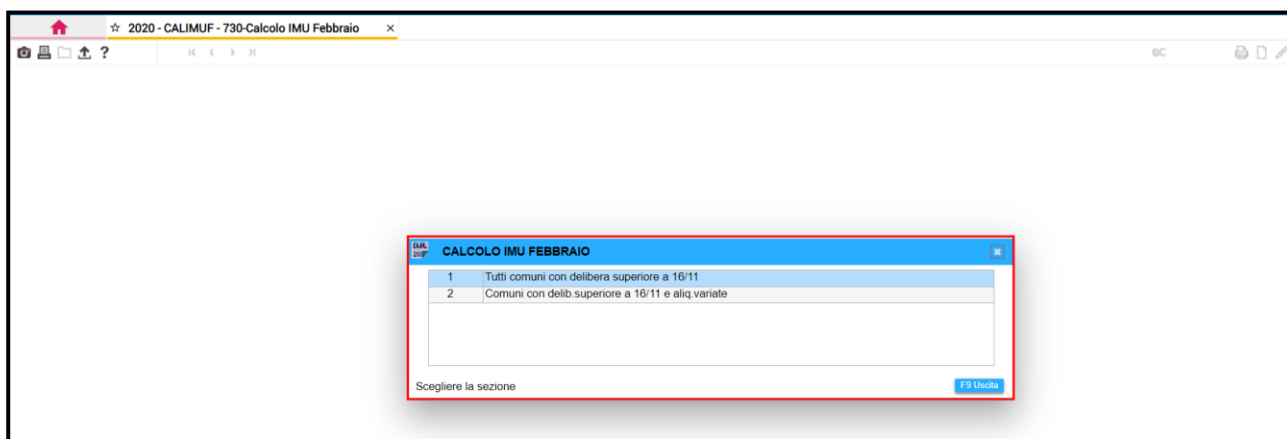 2020 - CALIMUF - 730-Calcolo IMU Febbraio
?
CALCOLO IMU FEBBRAIO
1 Tutti comuni con delibera superiore a 16/11
2 Comuni con delib.superiore a 16/11 e aliq.variate
Scegliere la sezione
F9 Uscita